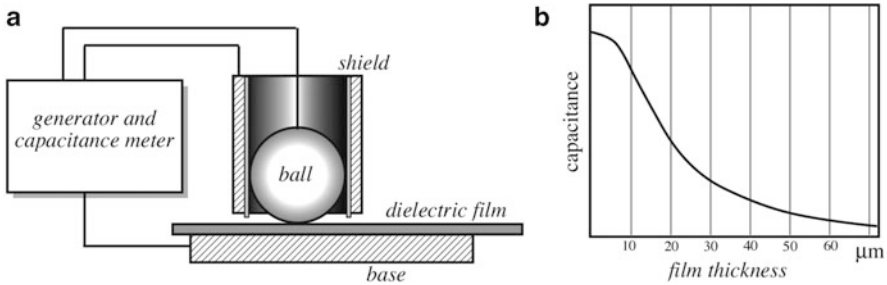 a
shield
generator and
capacitance meter
ball
dielectric film
base
b
capacitance
10 20 30 40 50 60 μm
film thickness